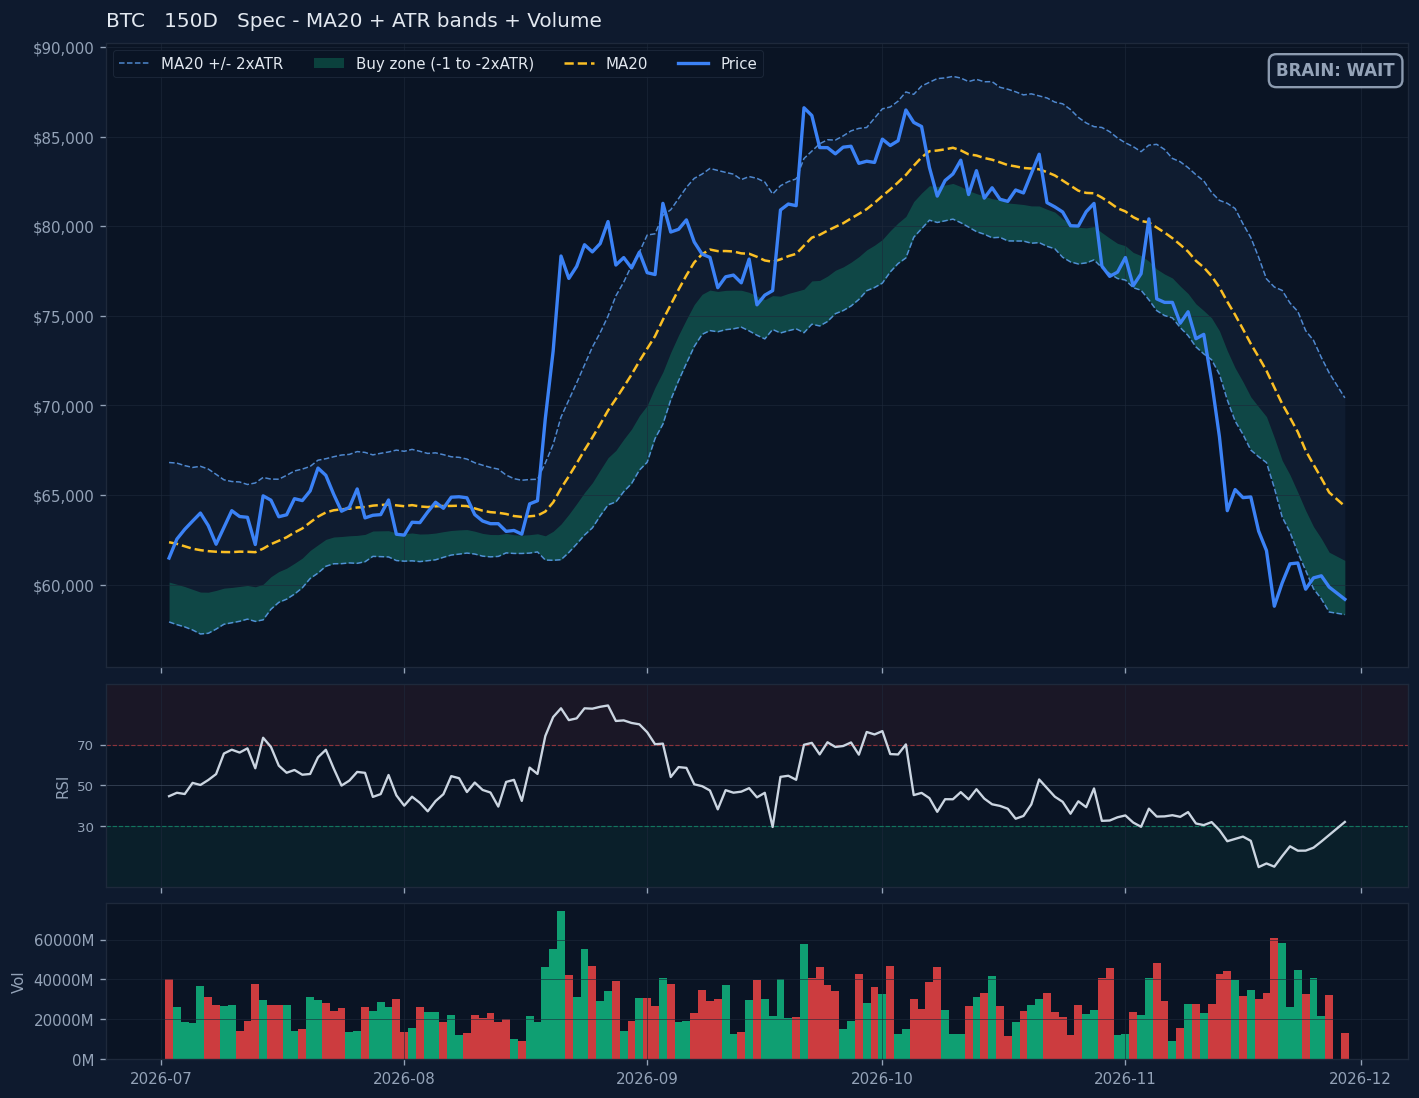 BTC   150D   Spec - MA20 + ATR bands + Volume
MA20 +/- 2xATR   Buy zone (-1 to -2xATR)   MA20   Price
BRAIN: WAIT
$90,000
$85,000
$80,000
$75,000
$70,000
$65,000
$60,000
RSI
70
50
30
Vol
60000M
40000M
20000M
0M
2026-07   2026-08   2026-09   2026-10   2026-11   2026-12